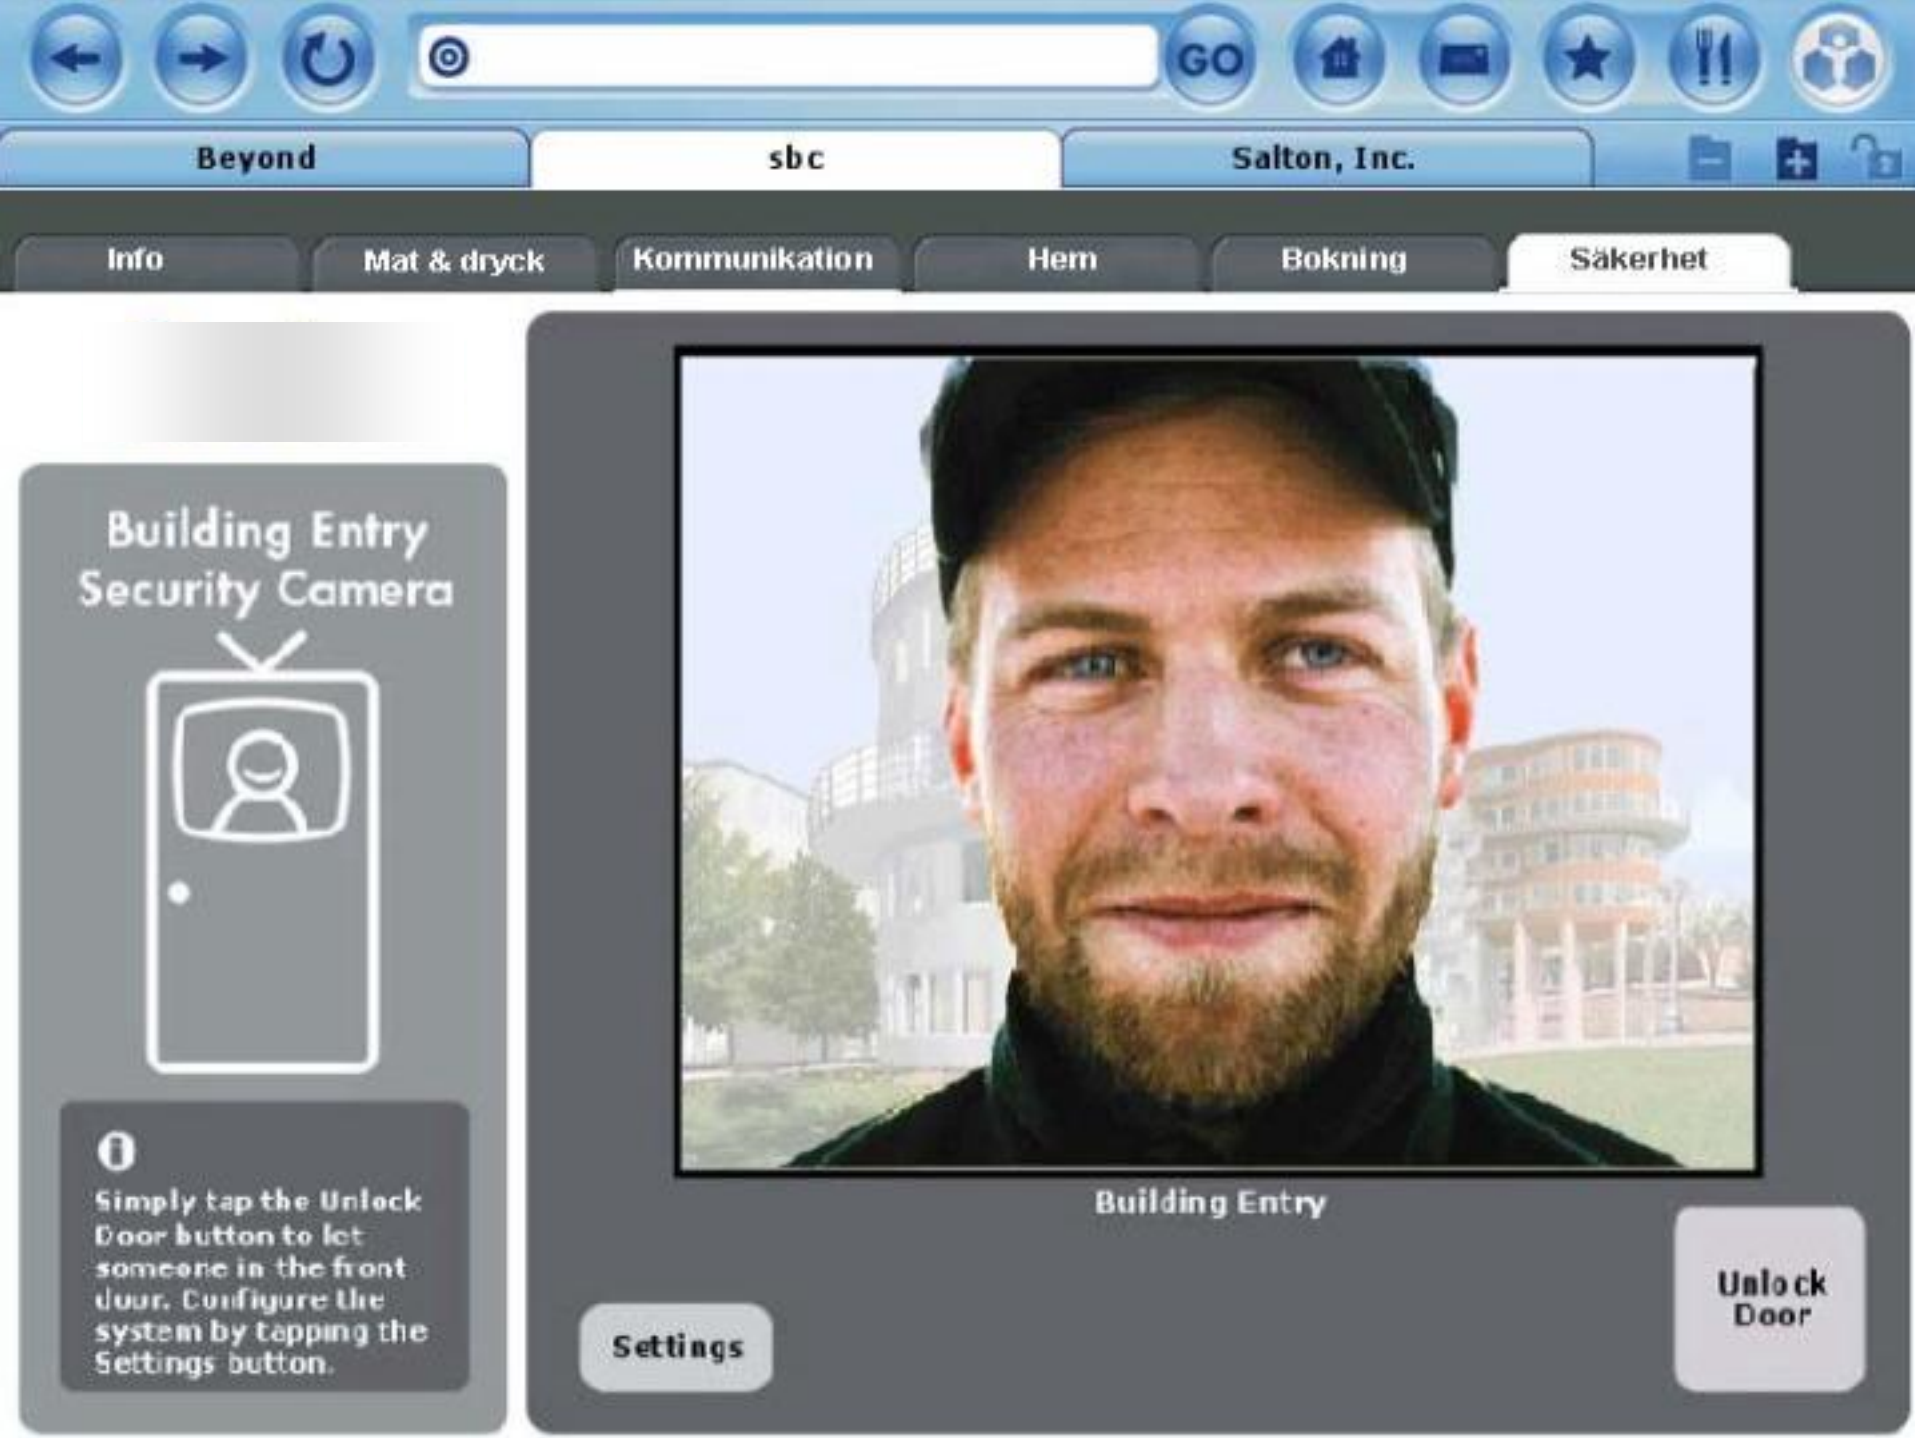 GO
Beyond
sbc
Salton, Inc.
Info
Mat & dryck
Kommunikation
Hem
Bokning
Säkerhet
Building Entry
Security Camera
Simply tap the Unlock
Door button to let
someone in the front
door. Configure the
system by tapping the
Settings button.
Building Entry
Settings
Unlock
Door